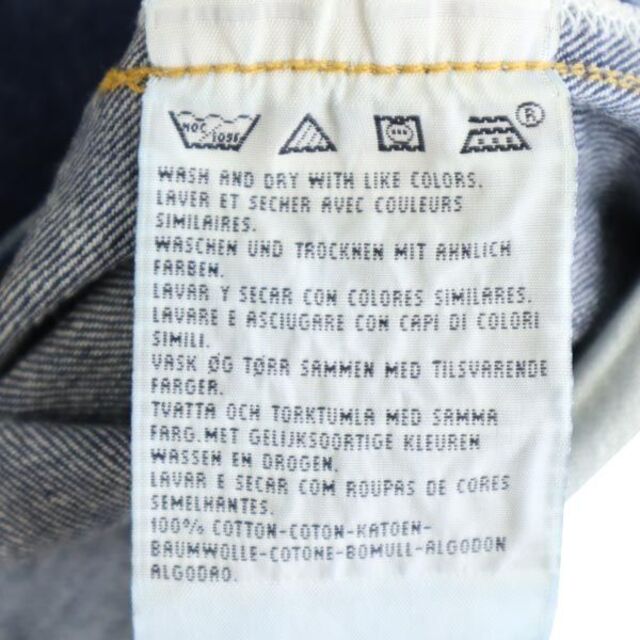 40C
105F
®
WASH AND DRY WITH LIKE COLORS.
LAVER ET SECHER AVEC COULEURS
SIMILAIRES.
WASCHEN UND TROCKNEN MIT AHNLICH
FARBEN.
LAVAR Y SECAR CON COLORES SIMILARES.
LAVARE E ASCIUGARE CON CAPI DI COLORI
SIMILI.
VASK ØG TØRR SAMMEN MED TILSVARENDE
FARGER.
TVATTA OCH TORKTUMLA MED SAMMA
FARG.MET GELIJKSOORTIGE KLEUREN
WASSEN EN DROGEN.
LAVAR E SECAR COM ROUPAS DE CORES
SEMELHANTES.
100% COTTON-COTON-KATOEN-
BAUMWOLLE-COTONE-BOMULL-ALGODON
ALGODAO.